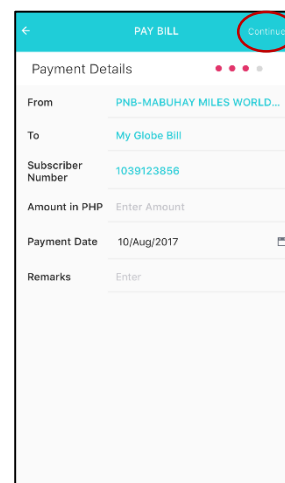 PAY BILL Continue
Payment Details
From PNB-MABUHAY MILES WORLD...
To My Globe Bill
Subscriber
Number 1039123856
Amount in PHP Enter Amount
Payment Date 10/Aug/2017
Remarks Enter